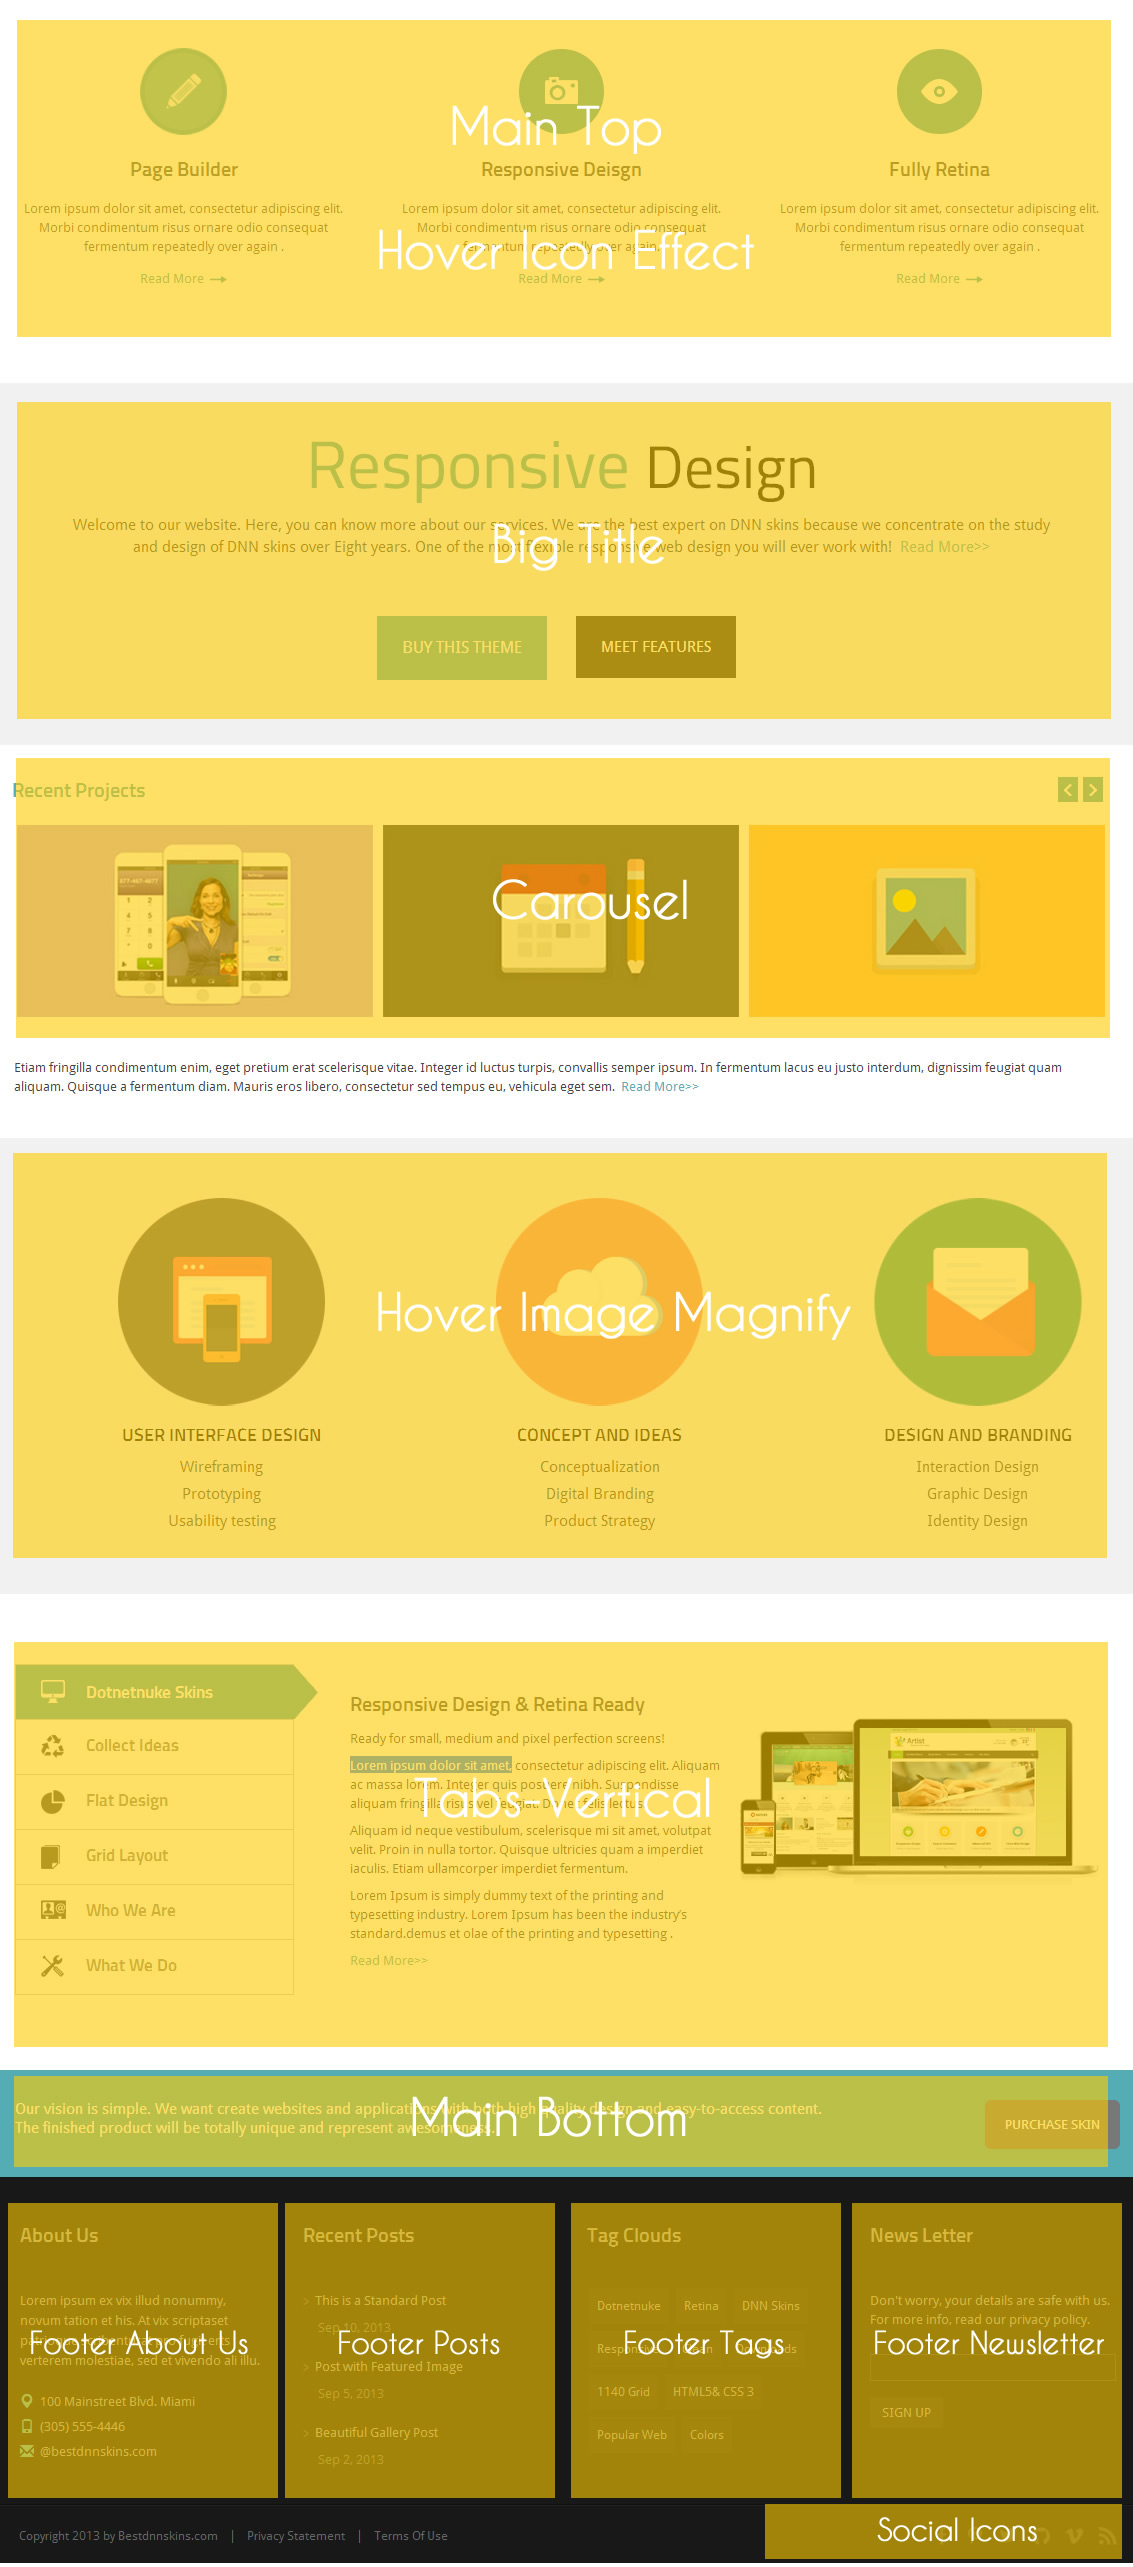 Main Top
Page Builder
Responsive Deisgn
Fully Retina
Lorem ipsum dolor sit amet, consectetur adipiscing elit.
Morbi condimentum risus ornare odio consequat
fermentum repeatedly over again .
Lorem ipsum dolor sit amet, consectetur adipiscing elit.
Morbi condimentum risus ornare odio consequat
fermentum repeatedly over again.
Lorem ipsum dolor sit amet, consectetur adipiscing elit.
Morbi condimentum risus ornare odio consequat
fermentum repeatedly over again .
Hover Icon Effect
Read More
Read More
Read More
Responsive Design
Welcome to our website. Here, you can know more about our services. We are the best expert on DNN skins because we concentrate on the study
and design of DNN skins over Eight years. One of the most flexible responsive web design you will ever work with! Read More>>
Big Title
BUY THIS THEME
MEET FEATURES
Recent Projects
877-467-4677
Carousel
Etiam fringilla condimentum enim, eget pretium erat scelerisque vitae. Integer id luctus turpis, convallis semper ipsum. In fermentum lacus eu justo interdum, dignissim feugiat quam
aliquam. Quisque a fermentum diam. Mauris eros libero, consectetur sed tempus eu, vehicula eget sem. Read More>>
Hover Image Magnify
USER INTERFACE DESIGN
Wireframing
Prototyping
Usability testing
CONCEPT AND IDEAS
Conceptualization
Digital Branding
Product Strategy
DESIGN AND BRANDING
Interaction Design
Graphic Design
Identity Design
Dotnetnuke Skins
Collect Ideas
Flat Design
Grid Layout
Who We Are
What We Do
Responsive Design & Retina Ready
Ready for small, medium and pixel perfection screens!
Lorem ipsum dolor sit amet, consectetur adipiscing elit. Aliquam
ac massa lorem. Integer quis posuere nibh. Suspendisse
aliquam fringilla risus vel feugiat. Donec felis lectus
Tabs-Vertical
Aliquam id neque vestibulum, scelerisque mi sit amet, volutpat
velit. Proin in nulla tortor. Quisque ultricies quam a imperdiet
iaculis. Etiam ullamcorper imperdiet fermentum.
Lorem Ipsum is simply dummy text of the printing and
typesetting industry. Lorem Ipsum has been the industry's
standard.demus et olae of the printing and typesetting .
Read More>>
Artist
Our vision is simple. We want create websites and applications with both high quality design and easy-to-access content.
The finished product will be totally unique and represent awesomeness.
Main Bottom
PURCHASE SKIN
About Us
Lorem ipsum ex vix illud nonummy,
novum tation et his. At vix scriptaset
verterem molestiae, sed et vivendo ali illu.
Footer About Us
100 Mainstreet Blvd. Miami
(305) 555-4446
@bestdnnskins.com
Recent Posts
This is a Standard Post
Sep 10, 2013
Footer Posts
Post with Featured Image
Sep 5, 2013
Beautiful Gallery Post
Sep 2, 2013
Tag Clouds
Dotnetnuke
Retina
DNN Skins
Responsive
Footer Tags
1140 Grid
HTML5& CSS 3
Popular Web
Colors
News Letter
Don't worry, your details are safe with us.
For more info, read our privacy policy.
Footer Newsletter
SIGN UP
Copyright 2013 by Bestdnnskins.com | Privacy Statement | Terms Of Use
Social Icons